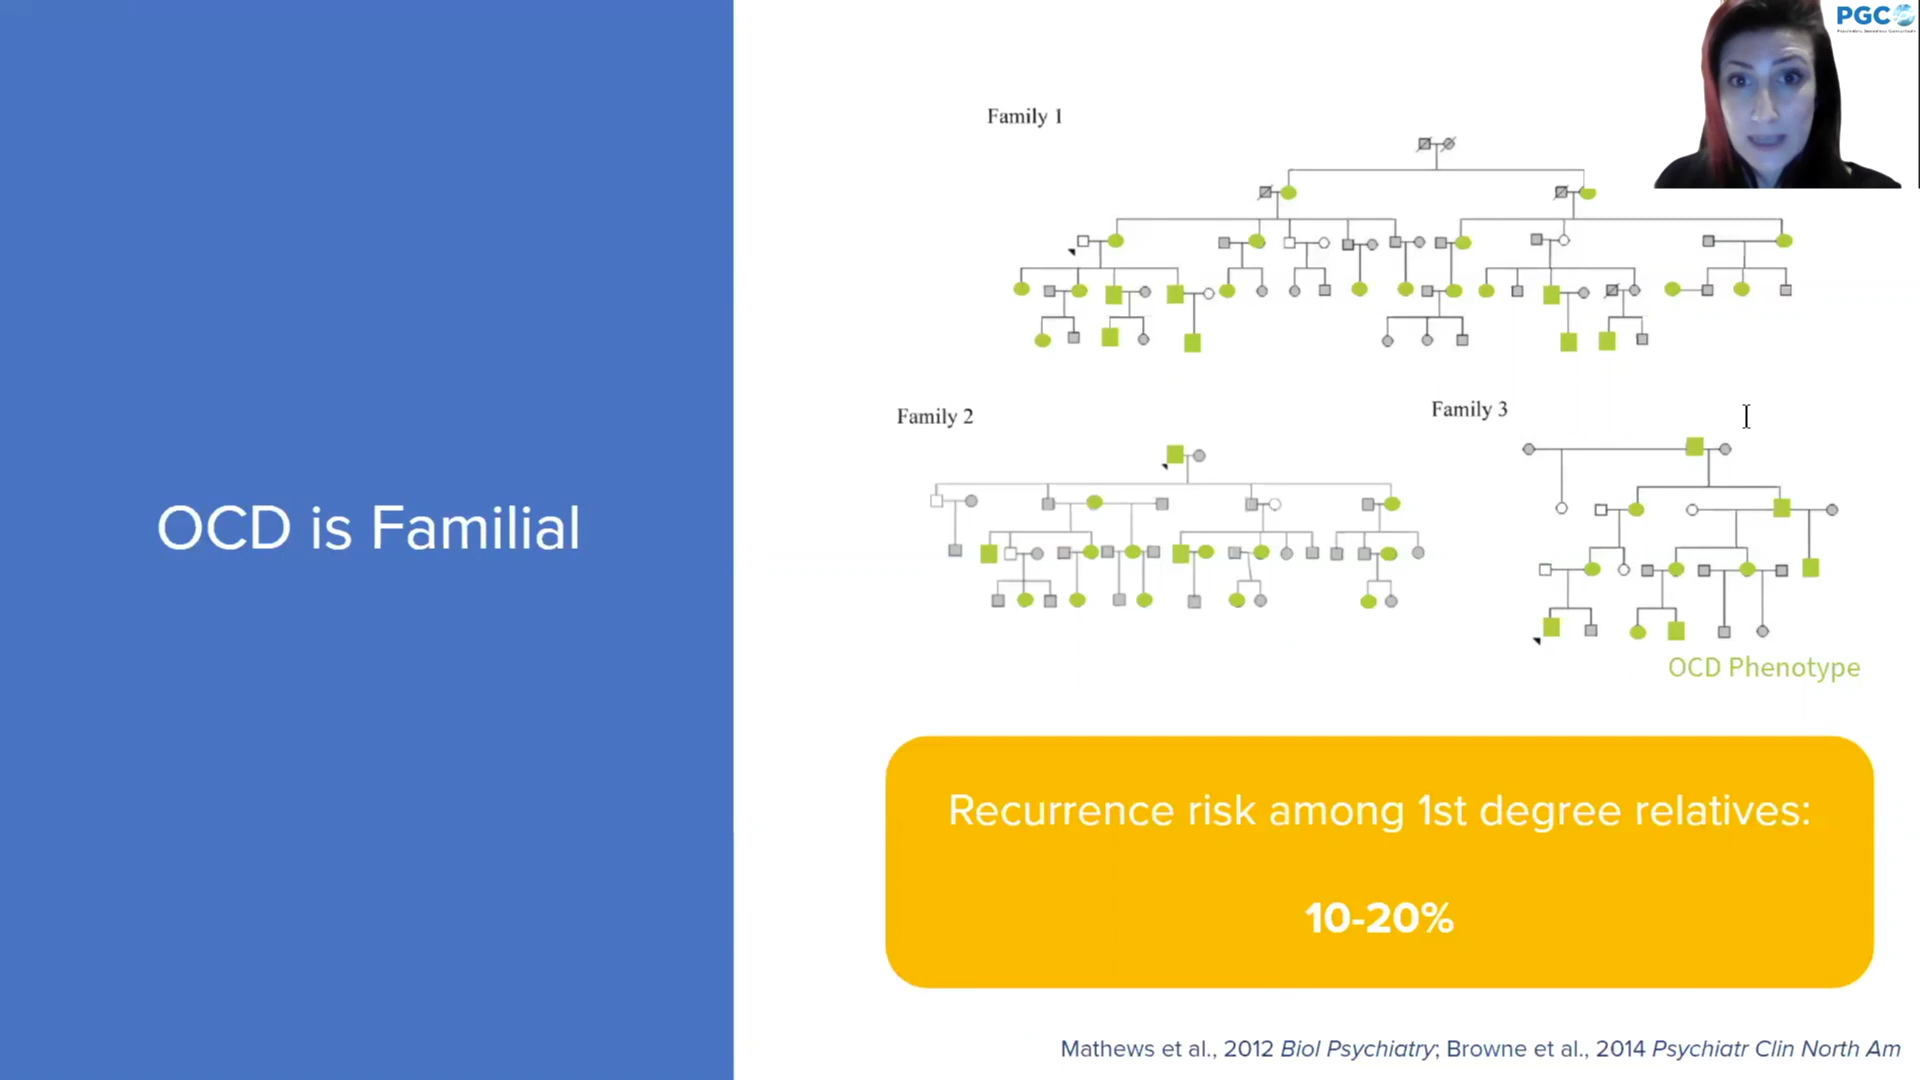 PGC
Family 1
Family 2
Family 3
OCD is Familial
OCD Phenotype
Recurrence risk among 1st degree relatives:
10-20%
Mathews et al., 2012 Biol Psychiatry; Browne et al., 2014 Psychiatr Clin North Am